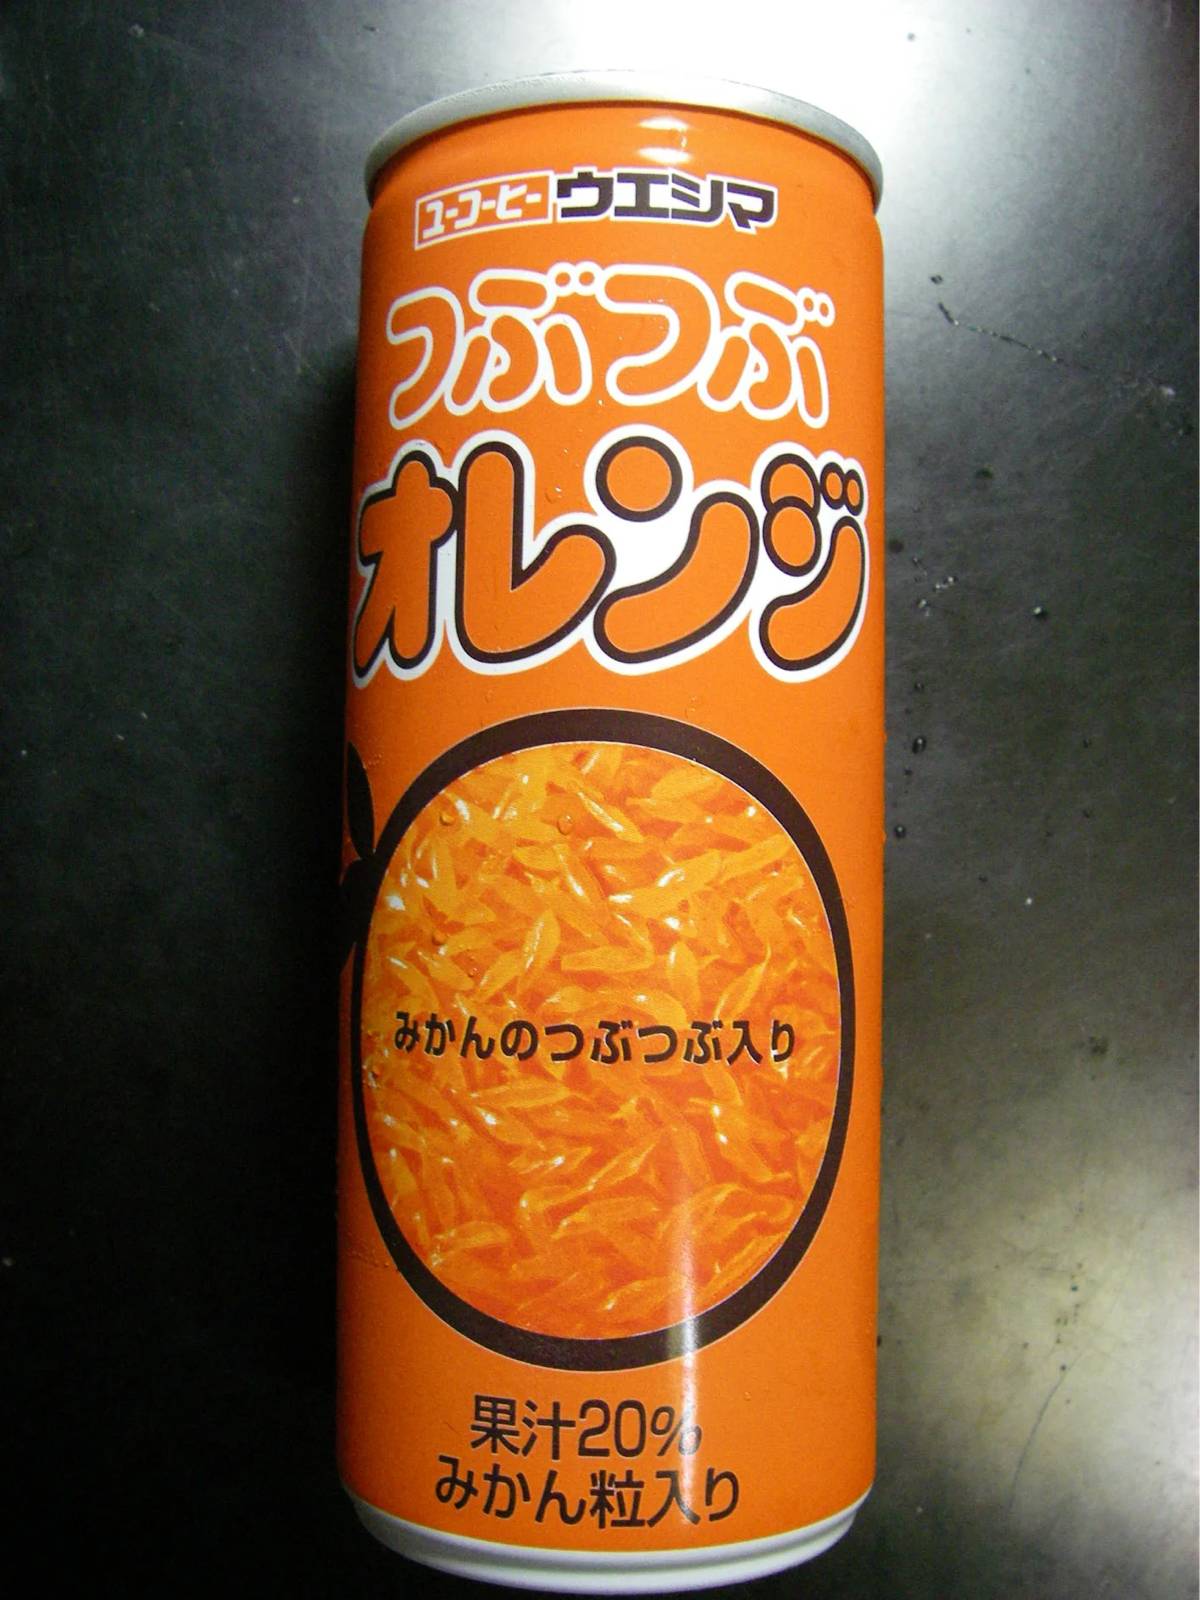 ユーコーヒーウエシマ
つぶつぶ
オレンジ
みかんのつぶつぶ入り
果汁20%
みかん粒入り